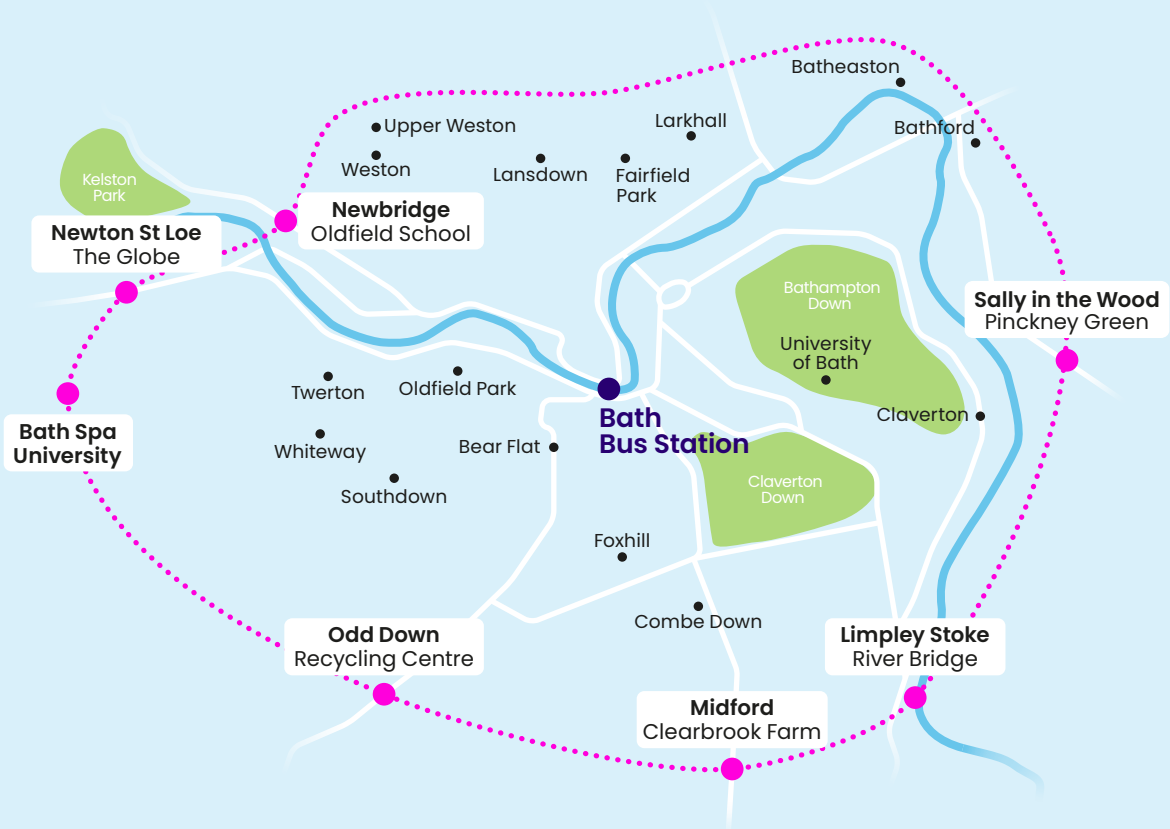 Batheaston
Upper Weston
Larkhall
Bathford
Weston
Lansdown
Fairfield
Park
Kelston
Park
Newbridge
Oldfield School
Newton St Loe
The Globe
Bathampton
Down
Sally in the Wood
Pinckney Green
University
of Bath
Twerton
Oldfield Park
Claverton
Bath
Bus Station
Bath Spa
University
Whiteway
Bear Flat
Southdown
Claverton
Down
Foxhill
Combe Down
Odd Down
Recycling Centre
Limpley Stoke
River Bridge
Midford
Clearbrook Farm